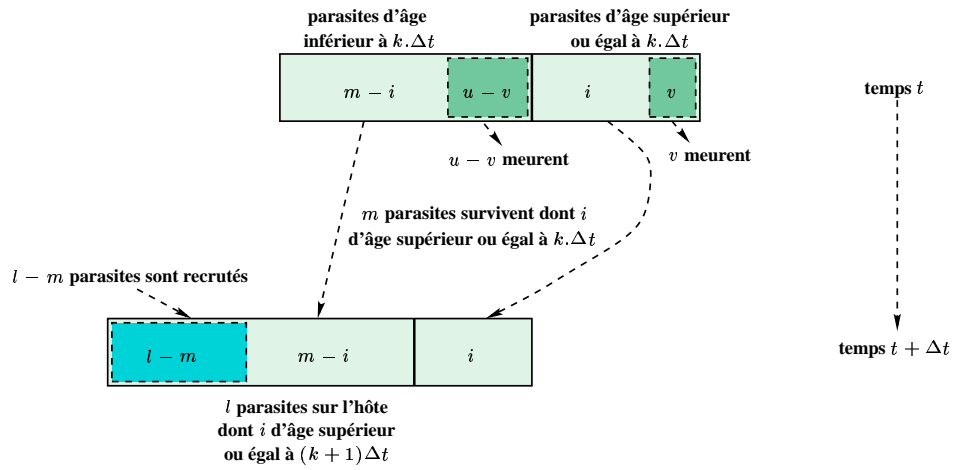 parasites d'âge
inférieur à k.Δt
parasites d'âge supérieur
ou égal à k.Δt
m − i
u − v
i
v
temps t
u − v meurent
v meurent
m parasites survivent dont i
d'âge supérieur ou égal à k.Δt
l − m parasites sont recrutés
l − m
m − i
i
temps t + Δt
l parasites sur l'hôte
dont i d'âge supérieur
ou égal à (k + 1)Δt